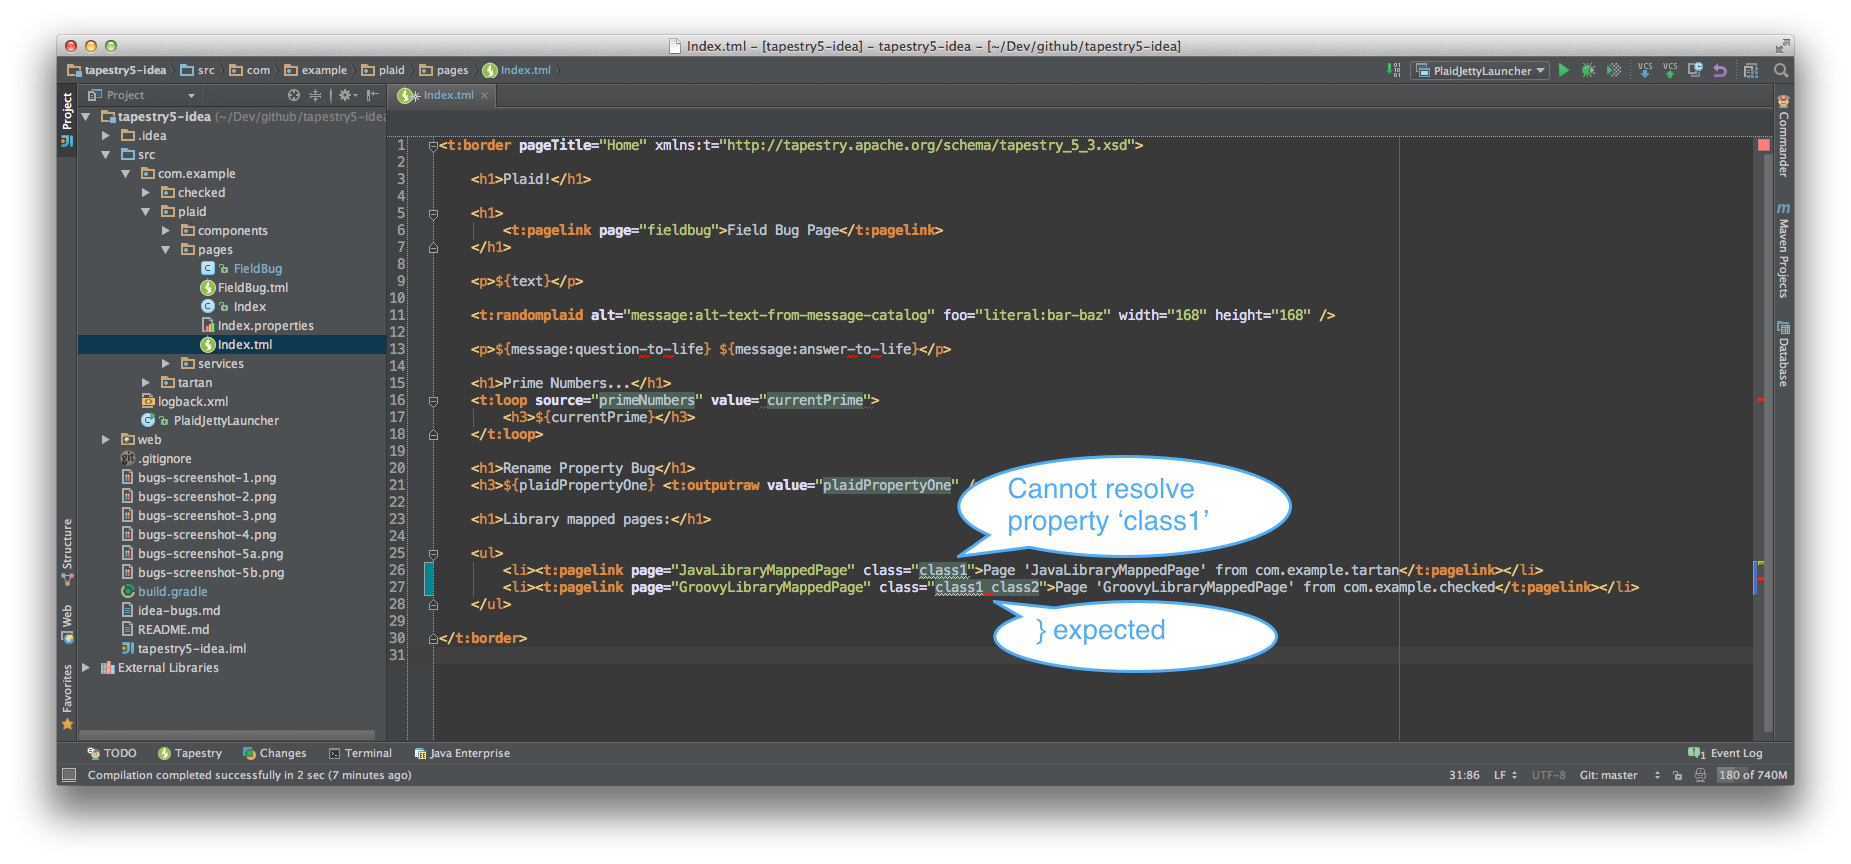 Index.tml – [tapestry5-idea] – tapestry5-idea – [~/Dev/github/tapestry5-idea]
tapestry5-idea src com example plaid pages Index.tml PlaidJettyLauncher VCS VCS
Project
Index.tml
Project
Structure
Web
Favorites
tapestry5-idea (~/Dev/github/tapestry5-idea
.idea
src
com.example
checked
plaid
components
pages
FieldBug
FieldBug.tml
Index
Index.properties
Index.tml
services
tartan
logback.xml
PlaidJettyLauncher
web
.gitignore
bugs-screenshot-1.png
bugs-screenshot-2.png
bugs-screenshot-3.png
bugs-screenshot-4.png
bugs-screenshot-5a.png
bugs-screenshot-5b.png
build.gradle
idea-bugs.md
README.md
tapestry5-idea.iml
External Libraries
1 <t:border pageTitle="Home" xmlns:t="http://tapestry.apache.org/schema/tapestry_5_3.xsd">
2
3 <h1>Plaid!</h1>
4
5 <h1>
6 <t:pagelink page="fieldbug">Field Bug Page</t:pagelink>
7 </h1>
8
9 <p>${text}</p>
10
11 <t:randomplaid alt="message:alt-text-from-message-catalog" foo="literal:bar-baz" width="168" height="168" />
12
13 <p>${message:question-to-life} ${message:answer-to-life}</p>
14
15 <h1>Prime Numbers...</h1>
16 <t:loop source="primeNumbers" value="currentPrime">
17 <h3>${currentPrime}</h3>
18 </t:loop>
19
20 <h1>Rename Property Bug</h1>
21 <h3>${plaidPropertyOne} <t:outputraw value="plaidPropertyOne" /
22
23 <h1>Library mapped pages:</h1>
24
25 <ul>
26 <li><t:pagelink page="JavaLibraryMappedPage" class="class1">Page 'JavaLibraryMappedPage' from com.example.tartan</t:pagelink></li>
27 <li><t:pagelink page="GroovyLibraryMappedPage" class="class1 class2">Page 'GroovyLibraryMappedPage' from com.example.checked</t:pagelink></li>
28 </ul>
29
30 </t:border>
31
Cannot resolve
property ‘class1’
} expected
Commander
Maven Projects
Database
TODO Tapestry Changes Terminal Java Enterprise 1 Event Log
Compilation completed successfully in 2 sec (7 minutes ago) 31:86 LF UTF-8 Git: master 180 of 740M